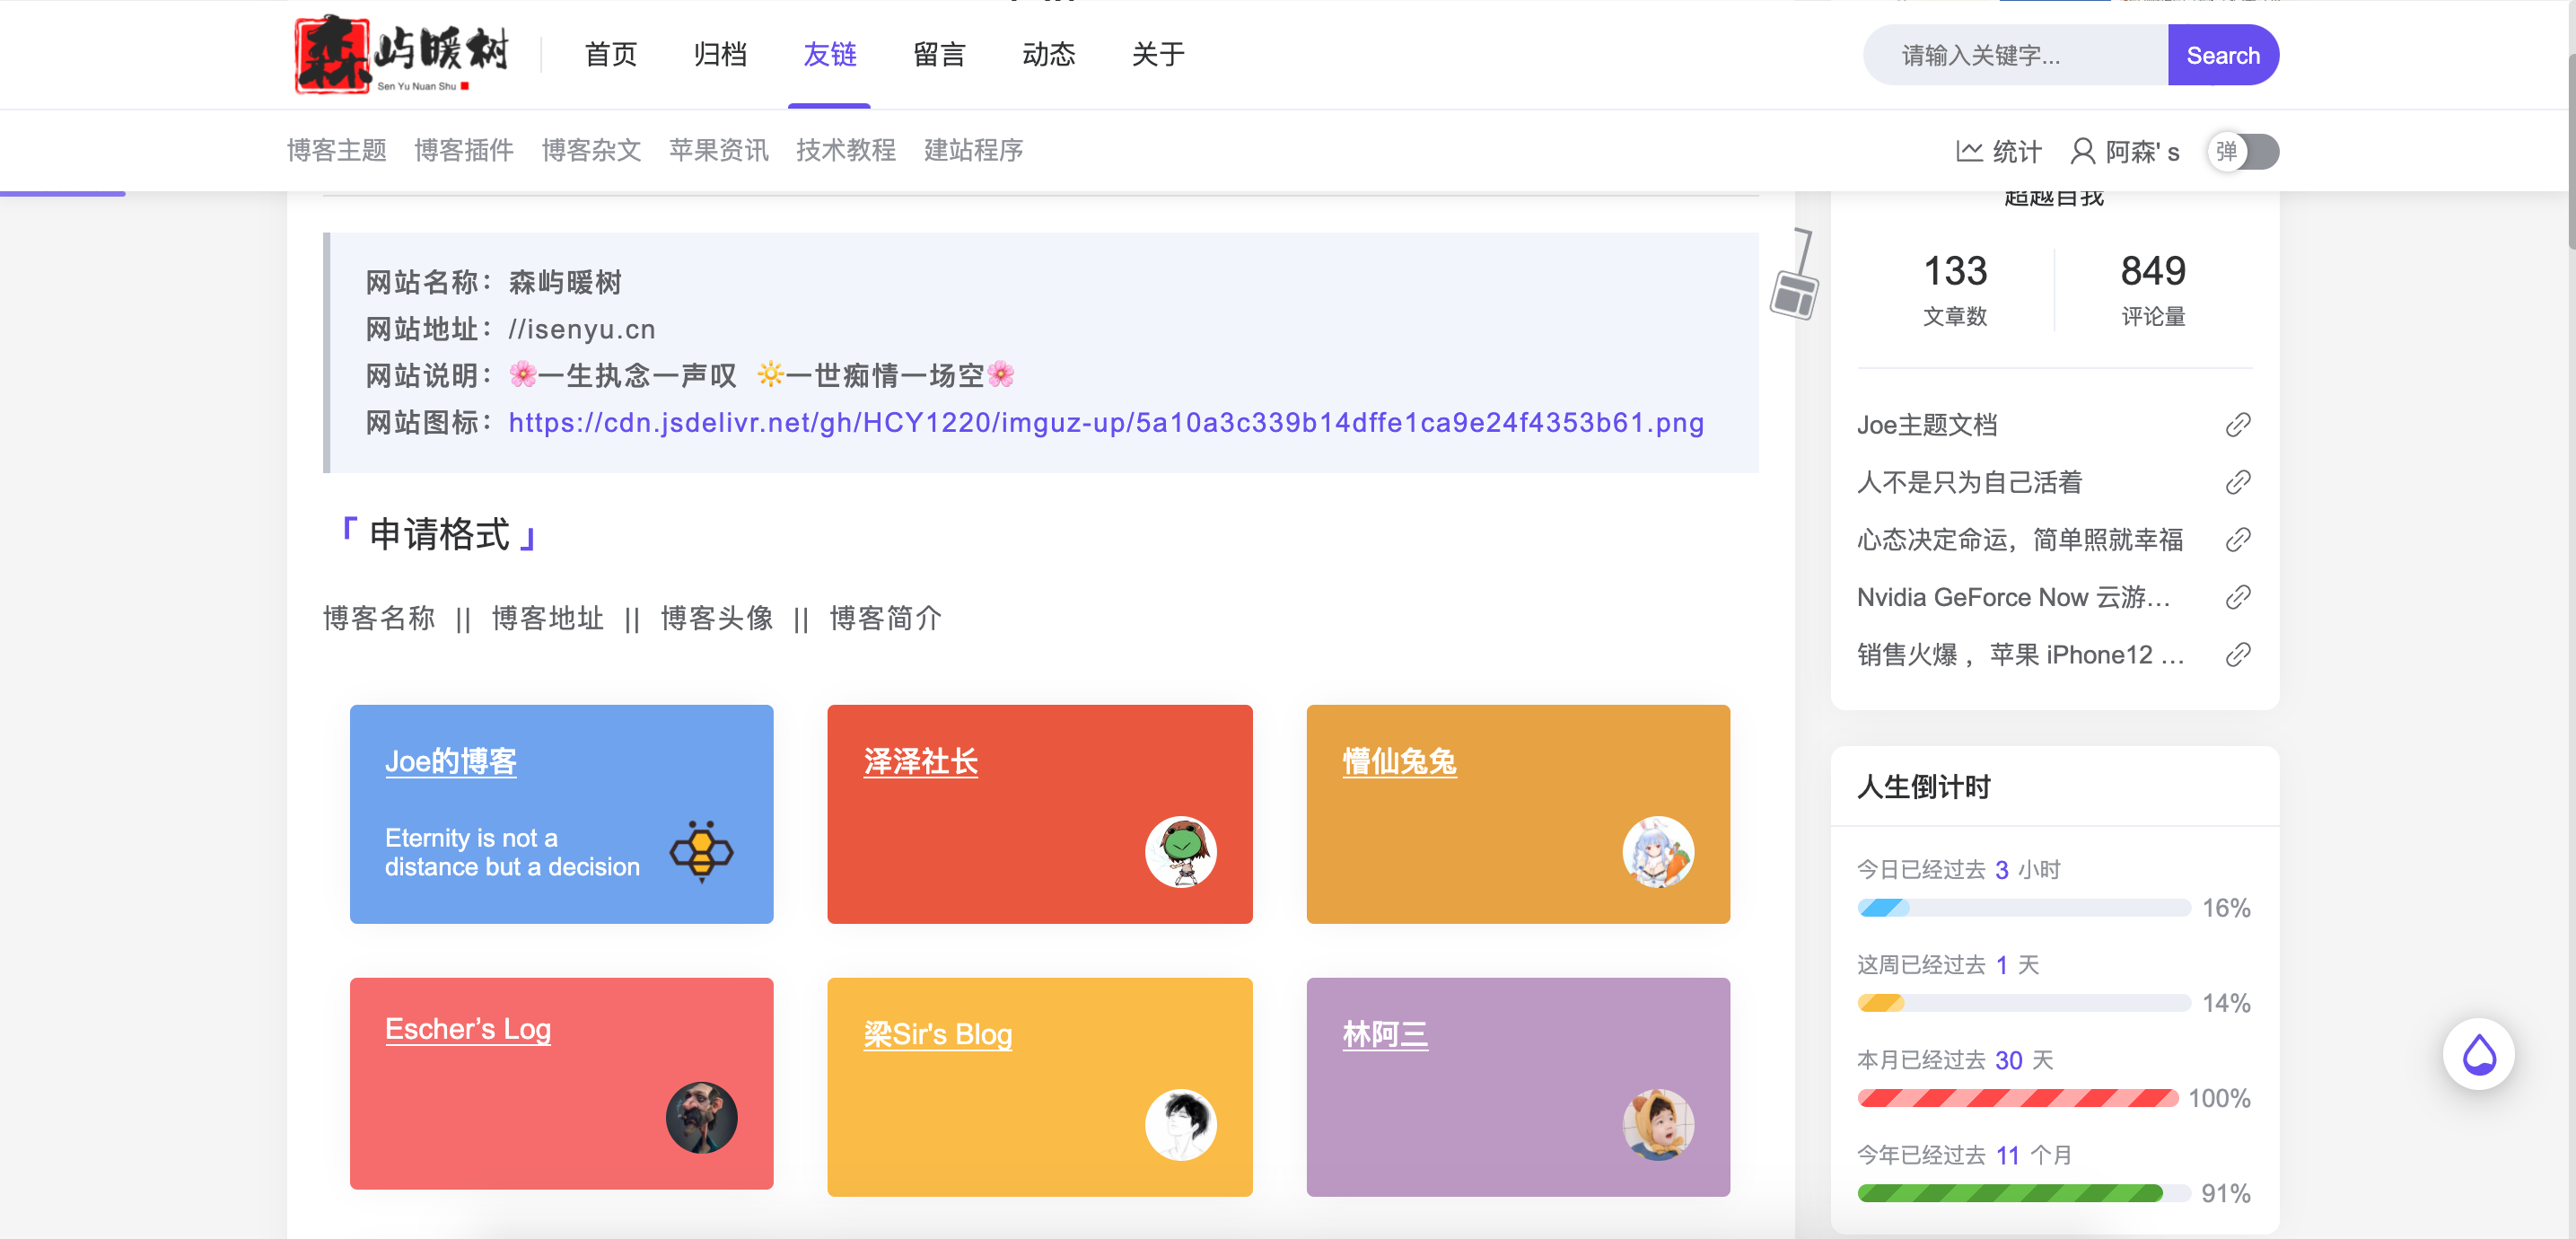 森屿暖树
Sen Yu Nuan Shu
首页 归档 友链 留言 动态 关于
请输入关键字... Search
博客主题 博客插件 博客杂文 苹果资讯 技术教程 建站程序
统计 阿森' s 弹
超越自我
133 849
文章数 评论量
网站名称：森屿暖树
网站地址：//isenyu.cn
网站说明：🌸一生执念一声叹 🔆一世痴情一场空🌸
网站图标：https://cdn.jsdelivr.net/gh/HCY1220/imguz-up/5a10a3c339b14dffe1ca9e24f4353b61.png
「 申请格式 」
博客名称 || 博客地址 || 博客头像 || 博客简介
Joe的博客
Eternity is not a
distance but a decision
泽泽社长
懵仙兔兔
Escher’s Log
梁Sir's Blog
林阿三
Joe主题文档
人不是只为自己活着
心态决定命运，简单照就幸福
Nvidia GeForce Now 云游...
销售火爆 ，苹果 iPhone12 ...
人生倒计时
今日已经过去 3 小时
16%
这周已经过去 1 天
14%
本月已经过去 30 天
100%
今年已经过去 11 个月
91%